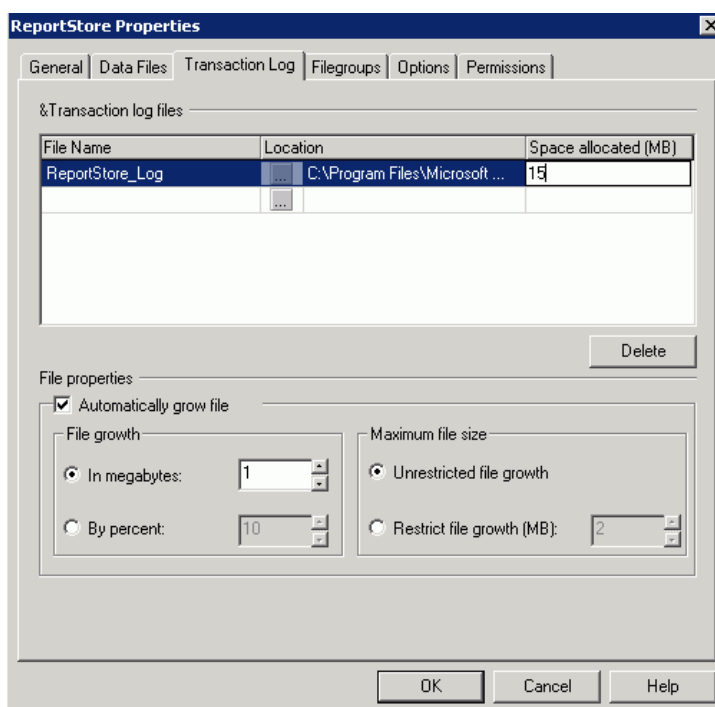 ReportStore Properties
General Data Files Transaction Log Filegroups Options Permissions
&Transaction log files
File Name Location Space allocated (MB)
ReportStore_Log ... C:\Program Files\Microsoft ... 15
...
Delete
File properties
Automatically grow file
File growth Maximum file size
In megabytes: 1 Unrestricted file growth
By percent: 10 Restrict file growth (MB): 2
OK Cancel Help